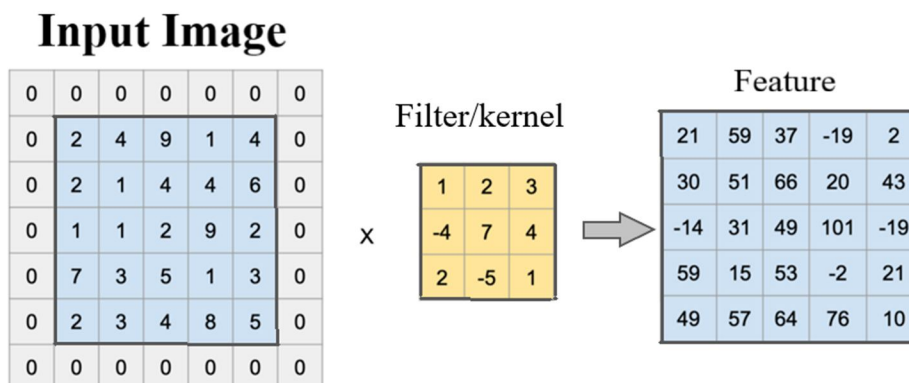 Input Image
0 0 0 0 0 0 0
0 2 4 9 1 4 0
0 2 1 4 4 6 0
0 1 1 2 9 2 0
0 7 3 5 1 3 0
0 2 3 4 8 5 0
0 0 0 0 0 0 0
x
Filter/kernel
1 2 3
-4 7 4
2 -5 1
Feature
21 59 37 -19 2
30 51 66 20 43
-14 31 49 101 -19
59 15 53 -2 21
49 57 64 76 10